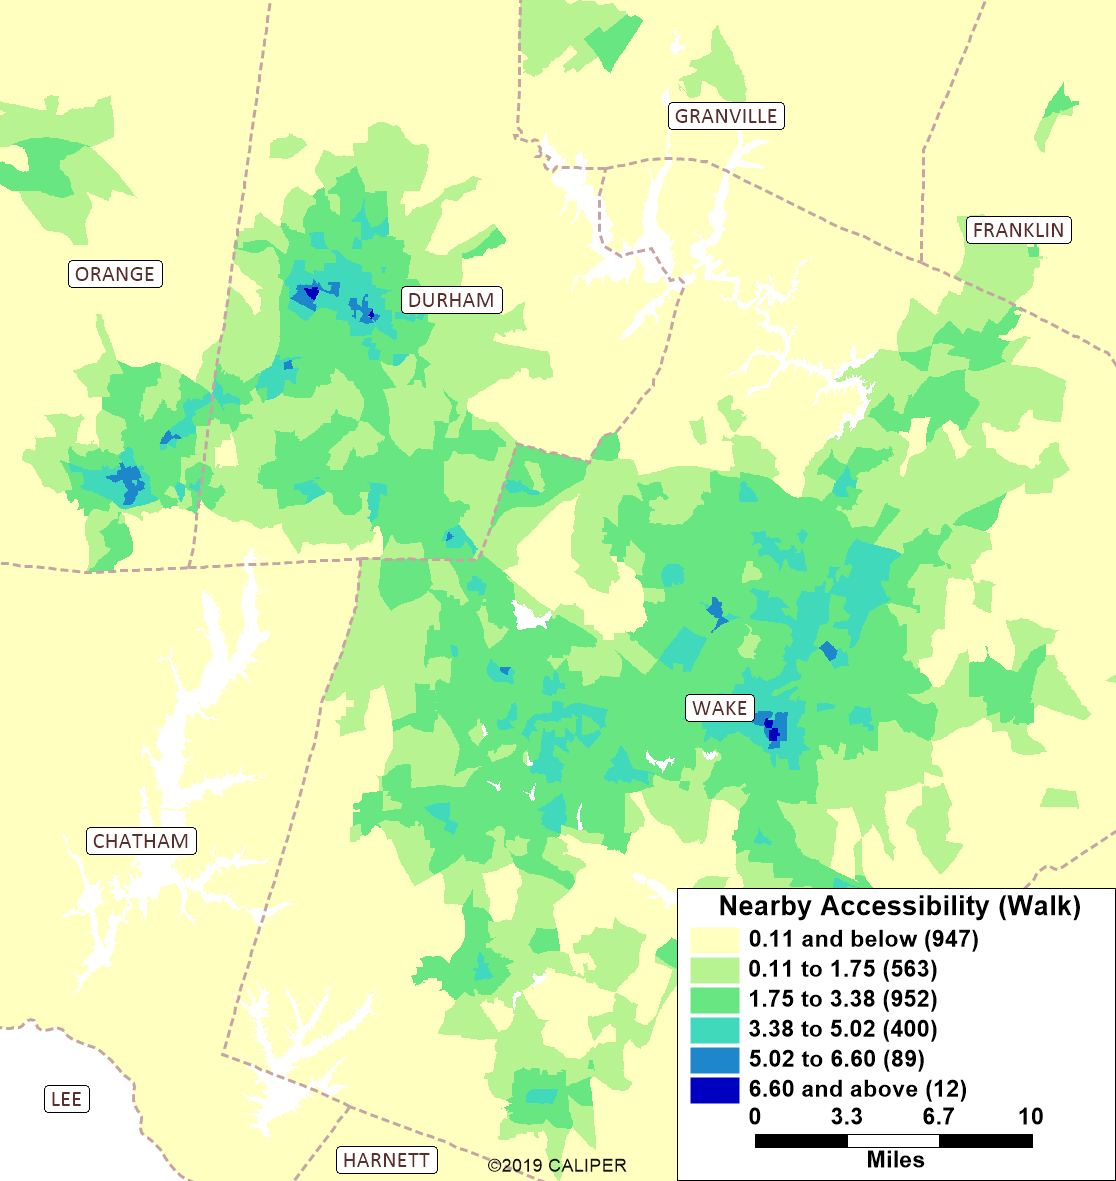 GRANVILLE
FRANKLIN
ORANGE
DURHAM
WAKE
CHATHAM
Nearby Accessibility (Walk)
0.11 and below (947)
0.11 to 1.75 (563)
1.75 to 3.38 (952)
3.38 to 5.02 (400)
5.02 to 6.60 (89)
6.60 and above (12)
0 3.3 6.7 10
Miles
LEE
HARNETT
©2019 CALIPER